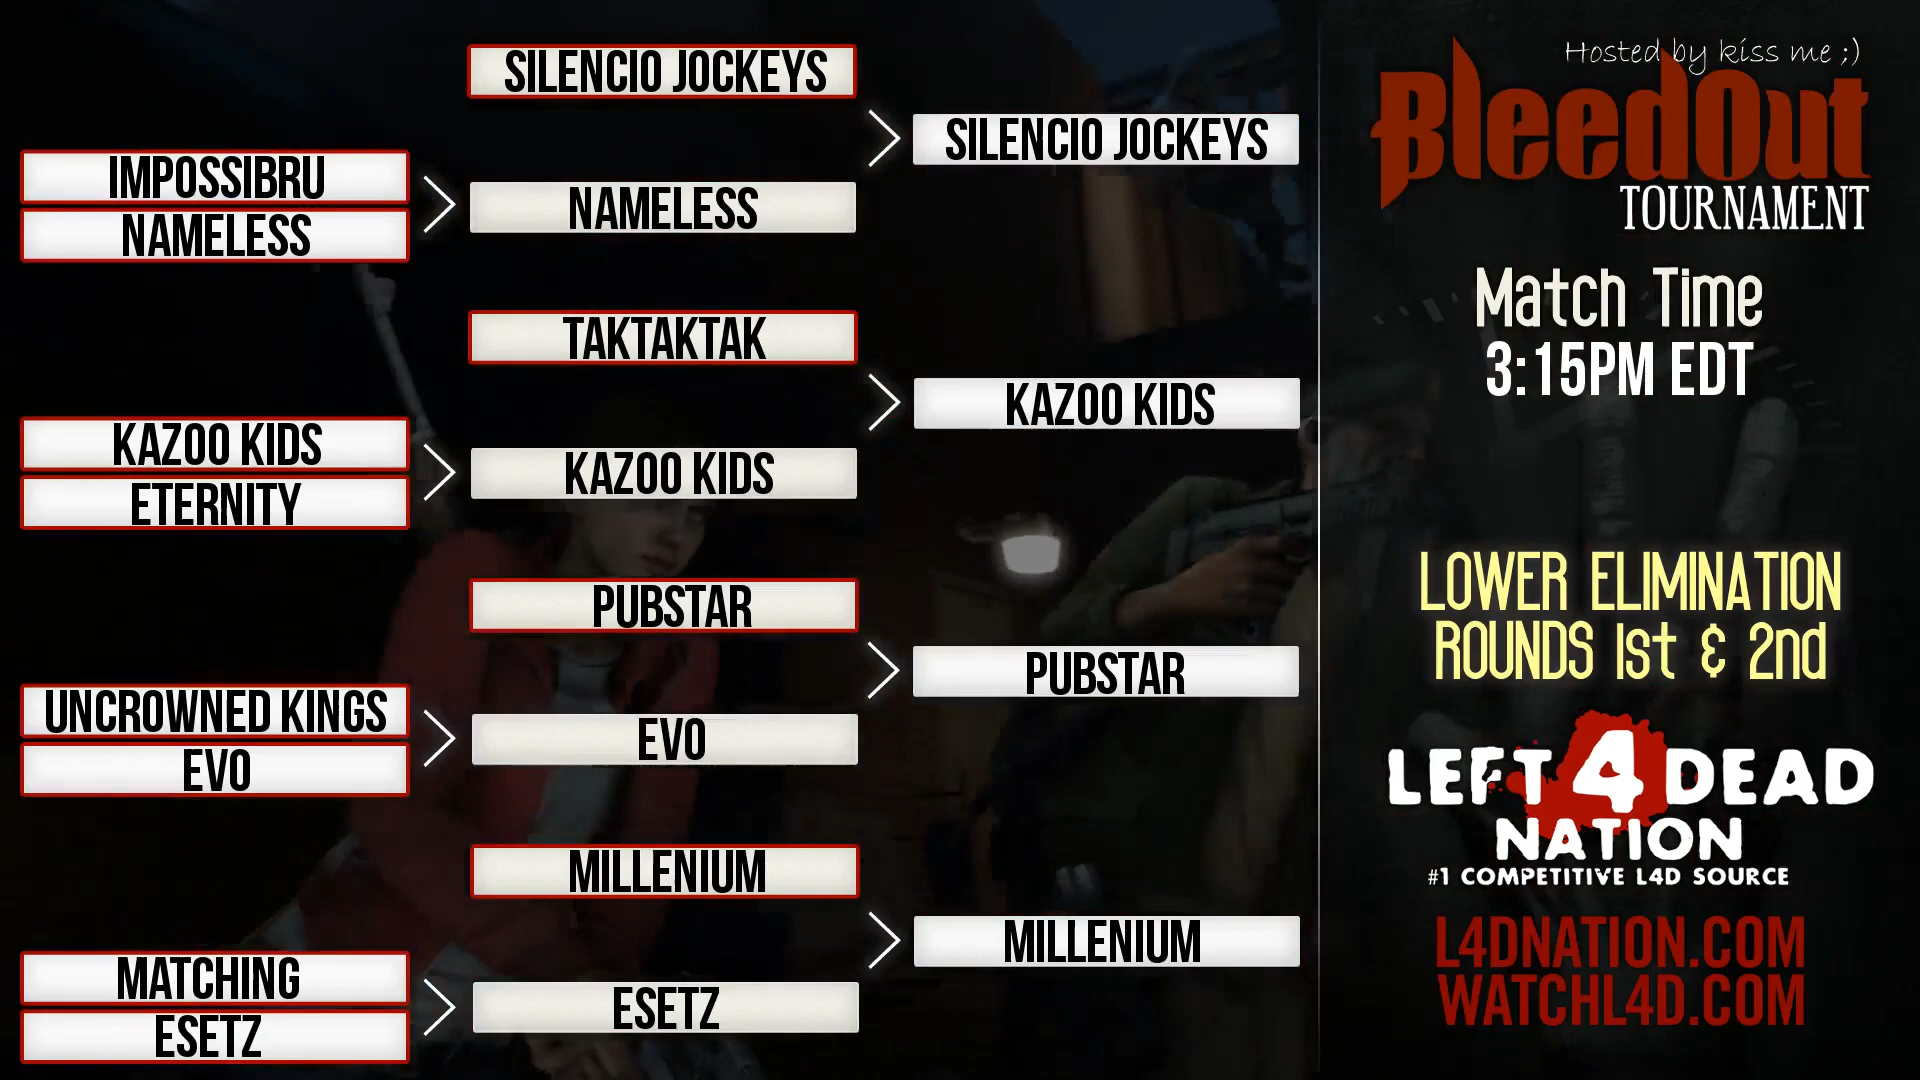 IMPOSSIBRU
NAMELESS
KAZOO KIDS
ETERNITY
UNCROWNED KINGS
EVO
MATCHING
ESETZ
SILENCIO JOCKEYS
NAMELESS
TAKTAKTAK
KAZOO KIDS
PUBSTAR
EVO
MILLENIUM
ESETZ
SILENCIO JOCKEYS
KAZOO KIDS
PUBSTAR
MILLENIUM
Hosted by kiss me ;)
BleedOut
TOURNAMENT
Match Time
3:15PM EDT
LOWER ELIMINATION
ROUNDS 1st & 2nd
LEFT 4 DEAD
NATION
#1 COMPETITIVE L4D SOURCE
L4DNATION.COM
WATCHL4D.COM